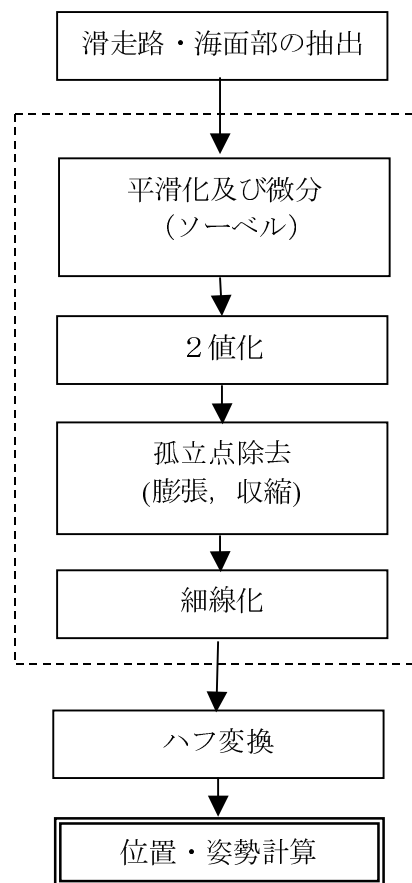 滑走路・海面部の抽出
平滑化及び微分
（ソーベル）
２値化
孤立点除去
(膨張，収縮)
細線化
ハフ変換
位置・姿勢計算